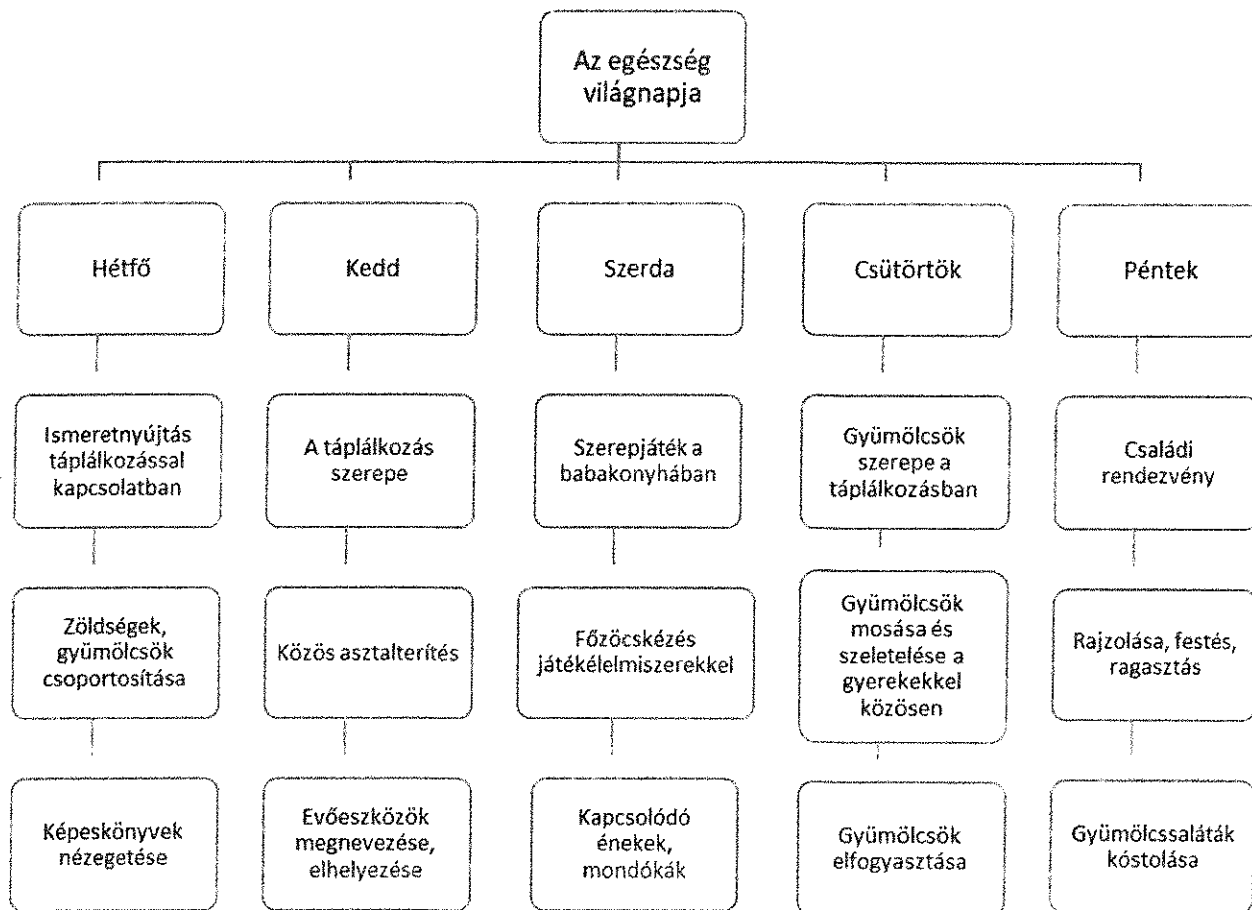 Az egészség
világnapja
Hétfő
Kedd
Szerda
Csütörtök
Péntek
Ismeretnyújtás
táplálkozással
kapcsolatban
A táplálkozás
szerepe
Szerepjáték a
babakonyhában
Gyümölcsök
szerepe a
táplálkozásban
Családi
rendezvény
Zöldségek,
gyümölcsök
csoportosítása
Közös asztalterítés
Főzöcskézés
játékélelmiszerekkel
Gyümölcsök
mosása és
szeletelése a
gyerekekkel
közösen
Rajzolása, festés,
ragasztás
Képeskönyvek
nézegetése
Evőeszközök
megnevezése,
elhelyezése
Kapcsolódó
énekek,
mondókák
Gyümölcsök
elfogyasztása
Gyümölcssaláták
kóstolása